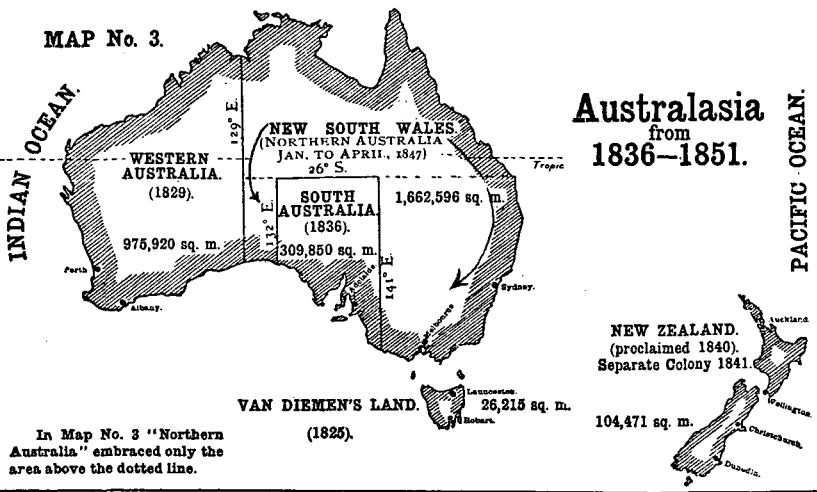 MAP No. 3.
Australasia
from
1836—1851.
INDIAN OCEAN.
PACIFIC OCEAN.
129° E.
NEW SOUTH WALES.
(NORTHERN AUSTRALIA
JAN. TO APRIL, 1847)
26° S.
Tropic
WESTERN
AUSTRALIA.
(1829).
975,920 sq. m.
SOUTH
AUSTRALIA.
(1836).
309,850 sq. m.
132° E.
141° E.
1,662,596 sq. m.
Perth
Albany.
Adelaide
Melbourne
Sydney.
NEW ZEALAND.
(proclaimed 1840).
Separate Colony 1841.
104,471 sq. m.
Auckland.
Wellington.
Christchurch.
Dunedin.
VAN DIEMEN'S LAND.
(1825).
26,215 sq. m.
Launceston.
Hobart.
In Map No. 3 "Northern
Australia" embraced only the
area above the dotted line.